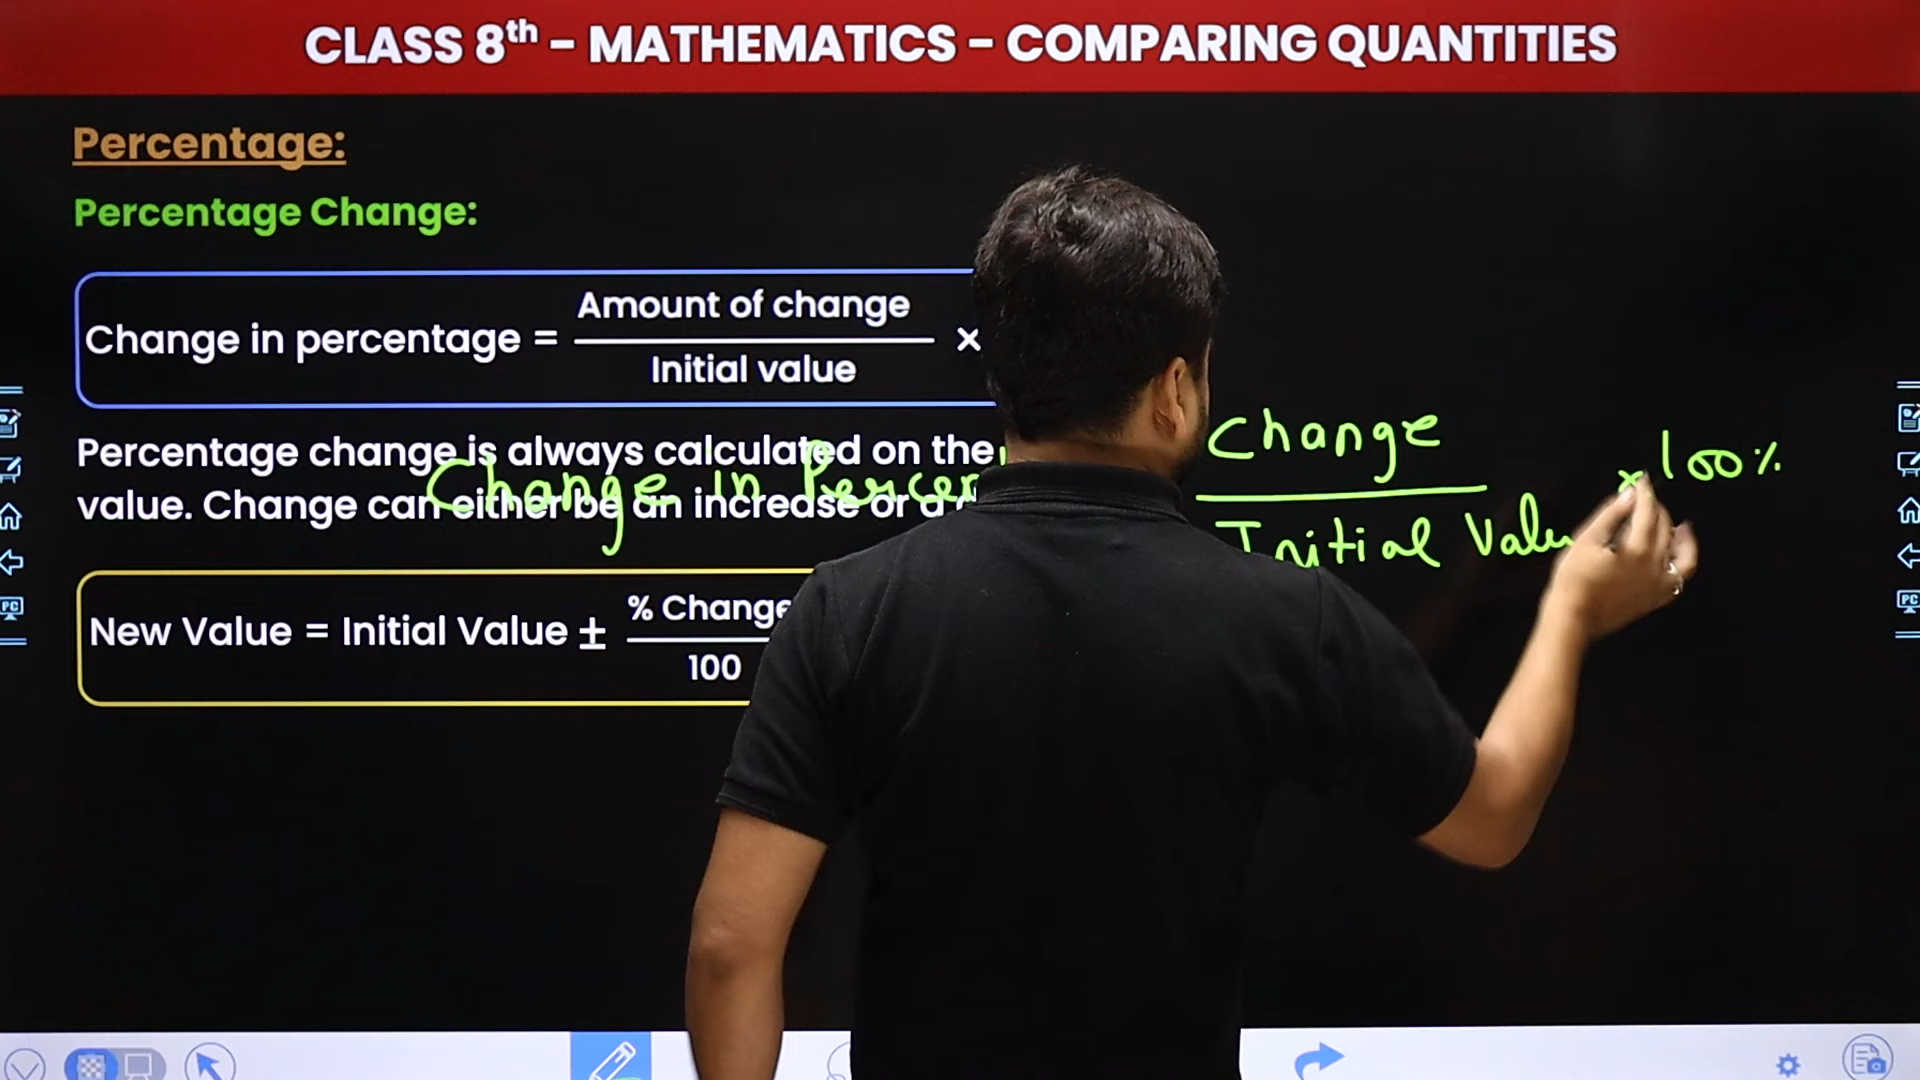 CLASS 8th - MATHEMATICS - COMPARING QUANTITIES
Percentage:
Percentage Change:
Change in percentage = Amount of change / Initial value ×
Percentage change is always calculated on the
value. Change can either be an increase or a
Change in
Change / Initial × 100%
New Value = Initial Value ± % Change / 100
PC
PC